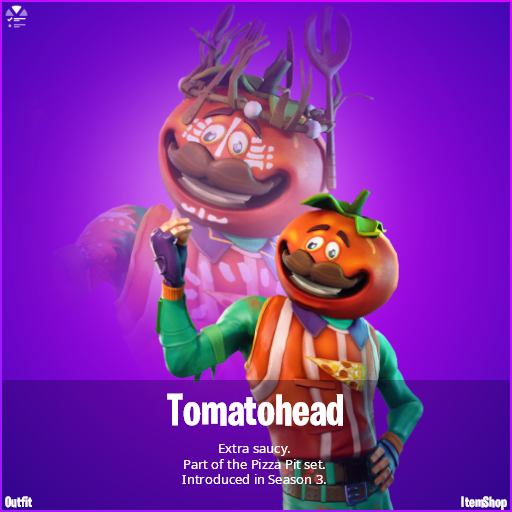 Tomatohead
Extra saucy.
Part of the Pizza Pit set.
Introduced in Season 3.
Outfit
ItemShop